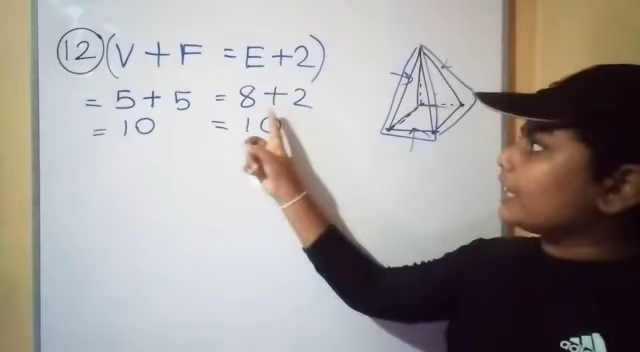 12 (V + F = E + 2)
= 5 + 5 = 8 + 2
= 10 = 10